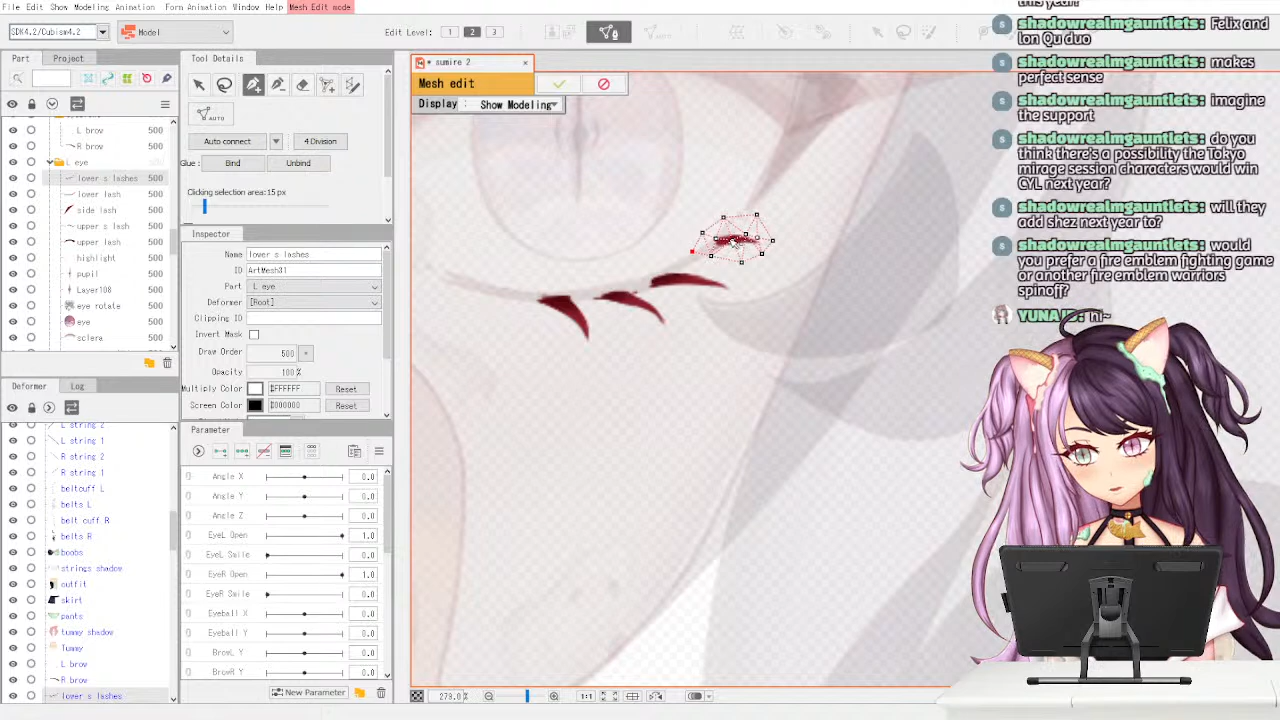 File Edit Show Modeling Animation Form Animation Window Help Mesh Edit mode
SDK4.2/Cubism4.2
Model
Edit Level:
1
2
3
Part
Project
Tool Details
* sumire 2
Mesh edit
Display : Show Modeling
AUTO
Auto connect
4 Division
Glue :
Bind
Unbind
Clicking selection area:15 px
L brow 500
R brow 500
L eye
lower s lashes 500
lower lash 500
side lash 500
upper s lash 500
upper lash 500
highlight 500
pupil 500
Layer108 500
eye rotate 500
eye 500
sclera 500
Inspector
Name lower s lashes
ID ArtMesh31
Part L eye
Deformer [Root]
Clipping ID
Invert Mask
Draw Order 500
Opacity 100%
Multiply Color #FFFFFF Reset
Screen Color #000000 Reset
Deformer
Log
L string 2
L string 1
R string 2
R string 1
beltcuff L
belts L
belt cuff R
belts R
boobs
strings shadow
outfit
skirt
pants
tummy shadow
Tummy
L brow
R brow
lower s lashes
Parameter
Angle X 0.0
Angle Y 0.0
Angle Z 0.0
EyeL Open 1.0
EyeL Smile 0.0
EyeR Open 1.0
EyeR Smile 0.0
Eyeball X 0.0
Eyeball Y 0.0
BrowL Y 0.0
BrowR Y 0.0
New Parameter
279.0%
1:1
this year?
shadowrealmgauntlets: Felix and
lon Qu duo
shadowrealmgauntlets: makes
perfect sense
shadowrealmgauntlets: imagine
the support
shadowrealmgauntlets: do you
think there's a possibility the Tokyo
mirage session characters would win
CYL next year?
shadowrealmgauntlets: will they
add shez next year to?
shadowrealmgauntlets: would
you prefer a fire emblem fighting game
or another fire emblem warriors
spinoff?
hi~